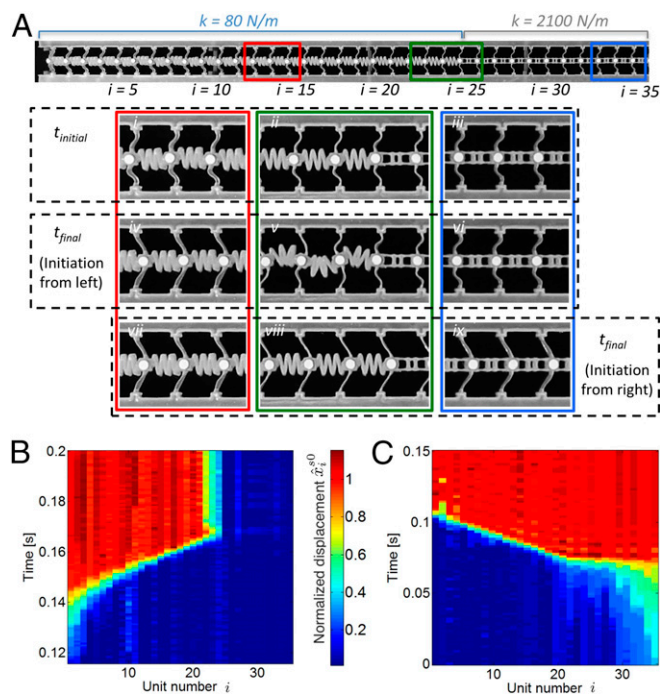 A
k = 80 N/m
k = 2100 N/m
i = 5
i = 10
i = 15
i = 20
i = 25
i = 30
i = 35
t_initial
i
ii
iii
t_final
(Initiation from left)
iv
v
vi
vii
viii
ix
t_final
(Initiation from right)
B
0.2
0.18
0.16
0.14
0.12
Time [s]
10
20
30
Unit number i
Normalized displacement x̂_i^{s0}
1
0.8
0.6
0.4
0.2
C
0.15
0.1
0.05
0
Time [s]
10
20
30
Unit number i